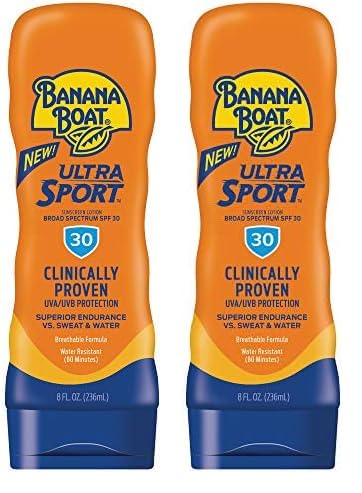 BANANA
BOAT
NEW!
ULTRA
SPORT™
SUNSCREEN LOTION
BROAD SPECTRUM SPF 30
30
CLINICALLY
PROVEN
UVA/UVB PROTECTION
SUPERIOR ENDURANCE
VS. SWEAT & WATER
Breathable Formula
Water Resistant
(80 Minutes)
8 FL. OZ. (236mL)
BANANA
BOAT
NEW!
ULTRA
SPORT™
SUNSCREEN LOTION
BROAD SPECTRUM SPF 30
30
CLINICALLY
PROVEN
UVA/UVB PROTECTION
SUPERIOR ENDURANCE
VS. SWEAT & WATER
Breathable Formula
Water Resistant
(80 Minutes)
8 FL. OZ. (236mL)